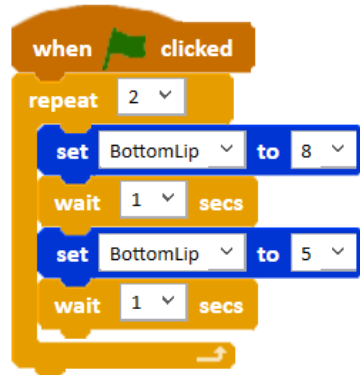 when clicked
repeat 2
set BottomLip to 8
wait 1 secs
set BottomLip to 5
wait 1 secs